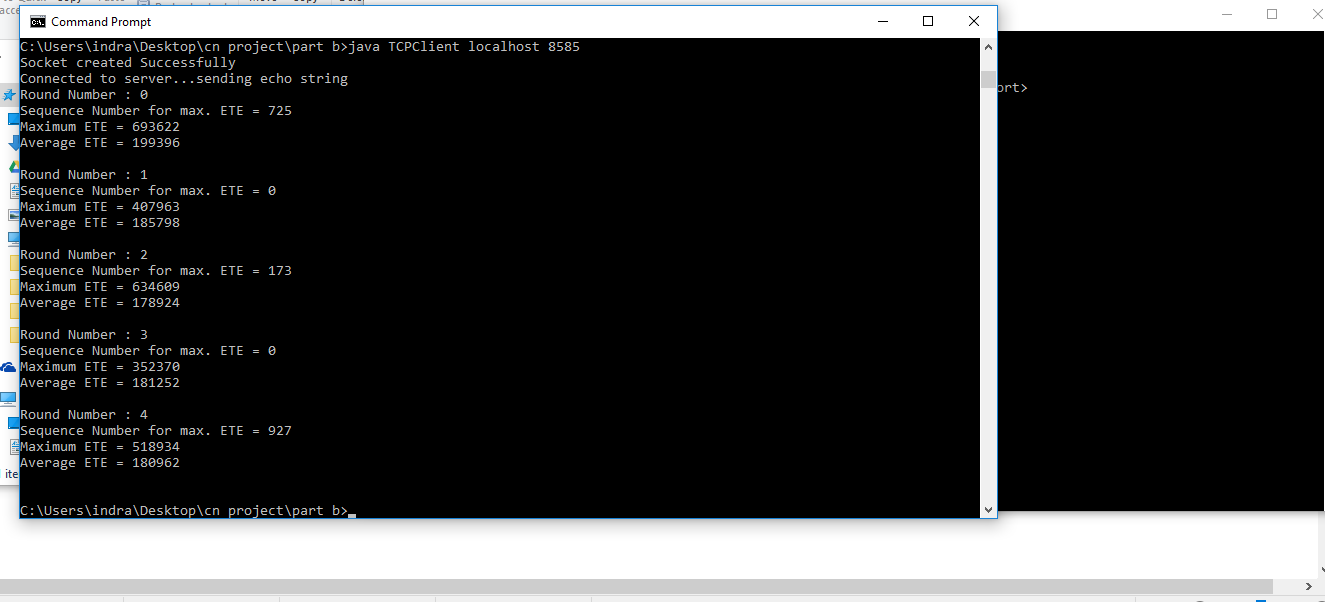 Command Prompt
C:\Users\indra\Desktop\cn project\part b>java TCPClient localhost 8585
Socket created Successfully
Connected to server...sending echo string
Round Number : 0
Sequence Number for max. ETE = 725
Maximum ETE = 693622
Average ETE = 199396
Round Number : 1
Sequence Number for max. ETE = 0
Maximum ETE = 407963
Average ETE = 185798
Round Number : 2
Sequence Number for max. ETE = 173
Maximum ETE = 634609
Average ETE = 178924
Round Number : 3
Sequence Number for max. ETE = 0
Maximum ETE = 352370
Average ETE = 181252
Round Number : 4
Sequence Number for max. ETE = 927
Maximum ETE = 518934
Average ETE = 180962
C:\Users\indra\Desktop\cn project\part b>
ort>
ite